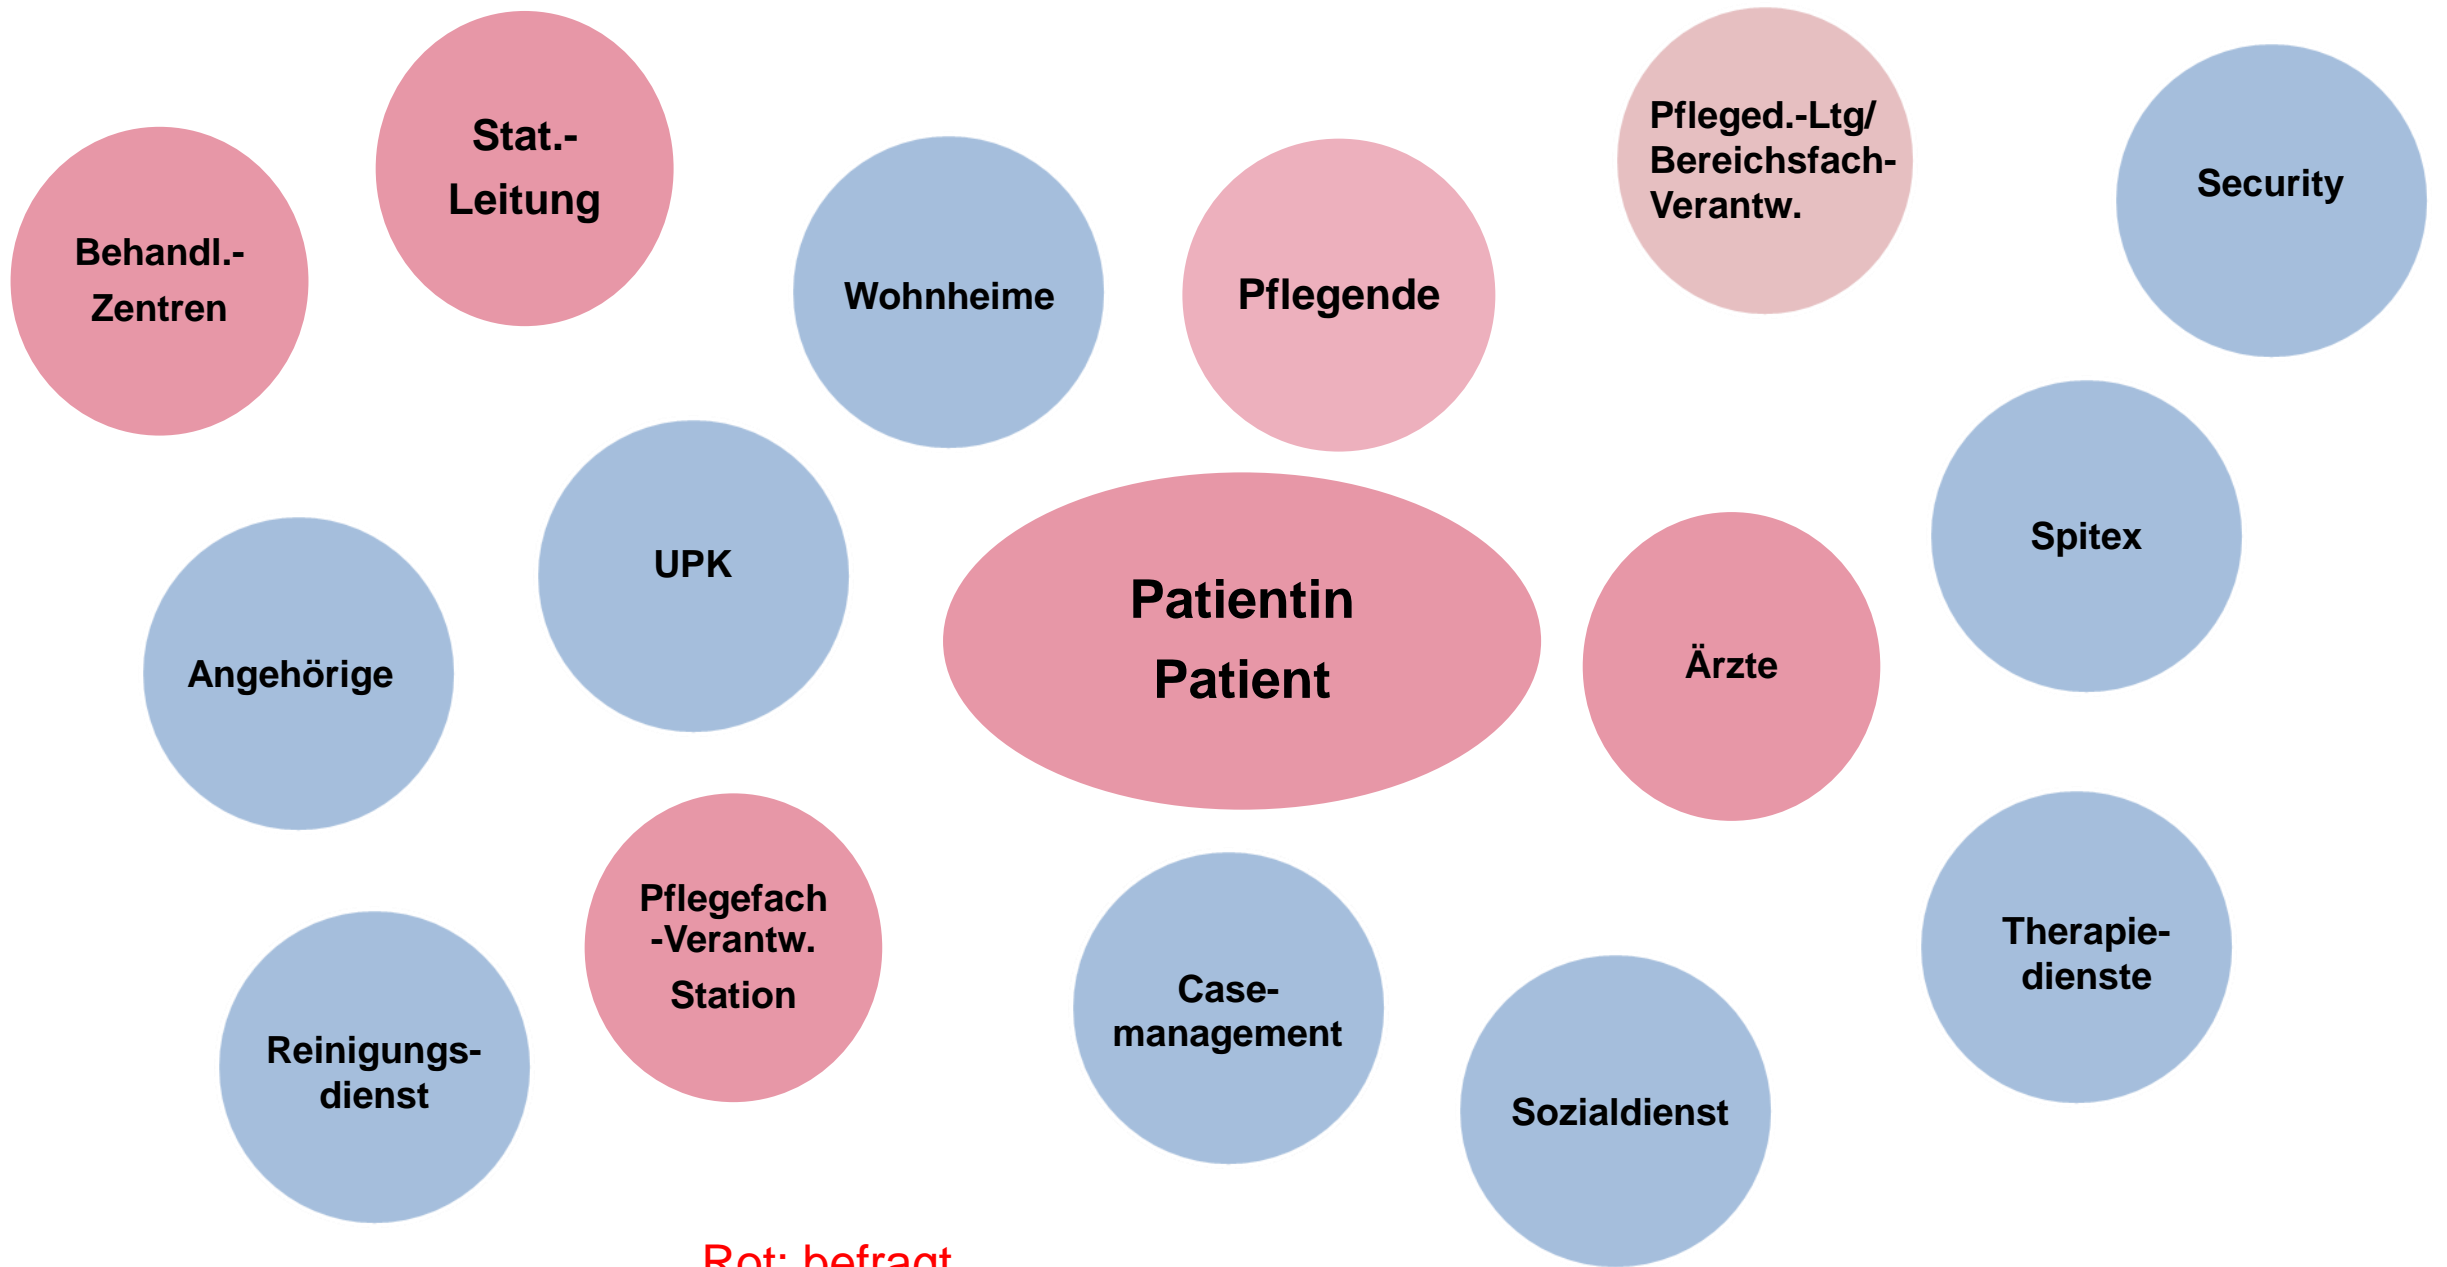 Behandl.-
Zentren
Stat.-
Leitung
Wohnheime
Pflegende
Pfleged.-Ltg/
Bereichsfach-
Verantw.
Security
Angehörige
UPK
Patientin
Patient
Ärzte
Spitex
Reinigungs-
dienst
Pflegefach
-Verantw.
Station
Case-
management
Sozialdienst
Therapie-
dienste
Rot: befragt